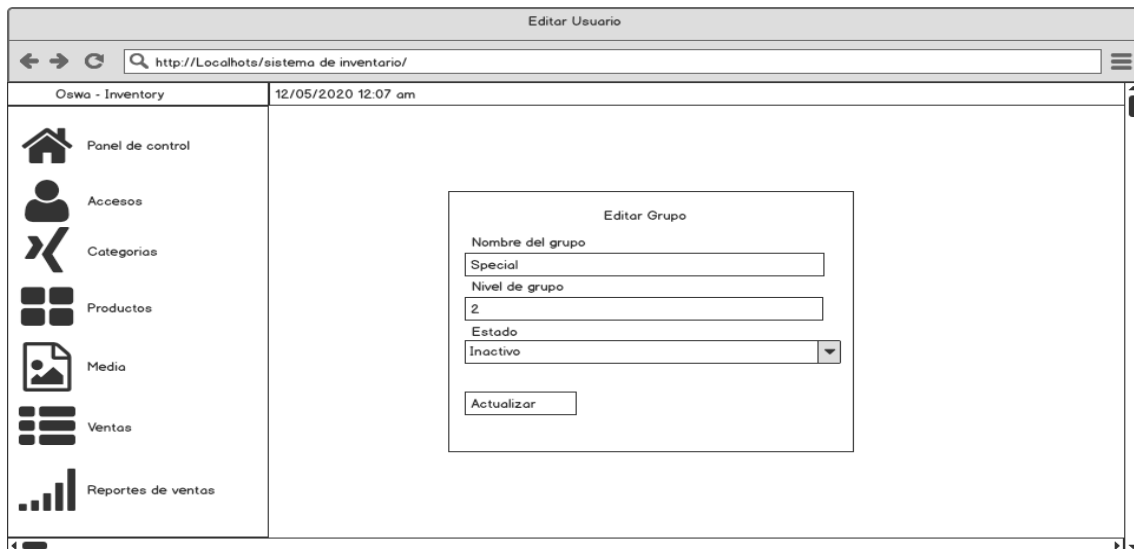 Editar Usuario
http://Localhots/sistema de inventario/
Oswa - Inventory
12/05/2020 12:07 am
Panel de control
Accesos
Categorias
Productos
Media
Ventas
Reportes de ventas
Editar Grupo
Nombre del grupo
Special
Nivel de grupo
2
Estado
Inactivo
Actualizar